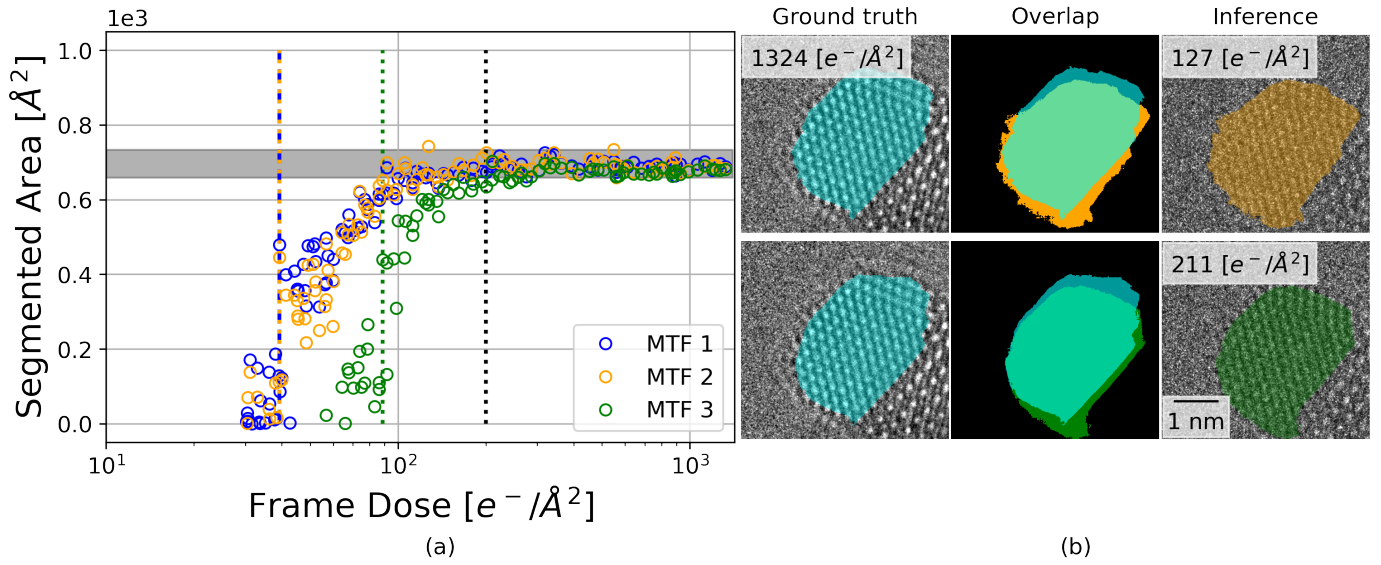 1e3
1.0
0.8
0.6
0.4
0.2
0.0
Segmented Area [Å²]
10¹
10²
10³
Frame Dose [e⁻/Å²]
MTF 1
MTF 2
MTF 3
(a)
Ground truth
Overlap
Inference
1324 [e⁻/Å²]
127 [e⁻/Å²]
211 [e⁻/Å²]
1 nm
(b)